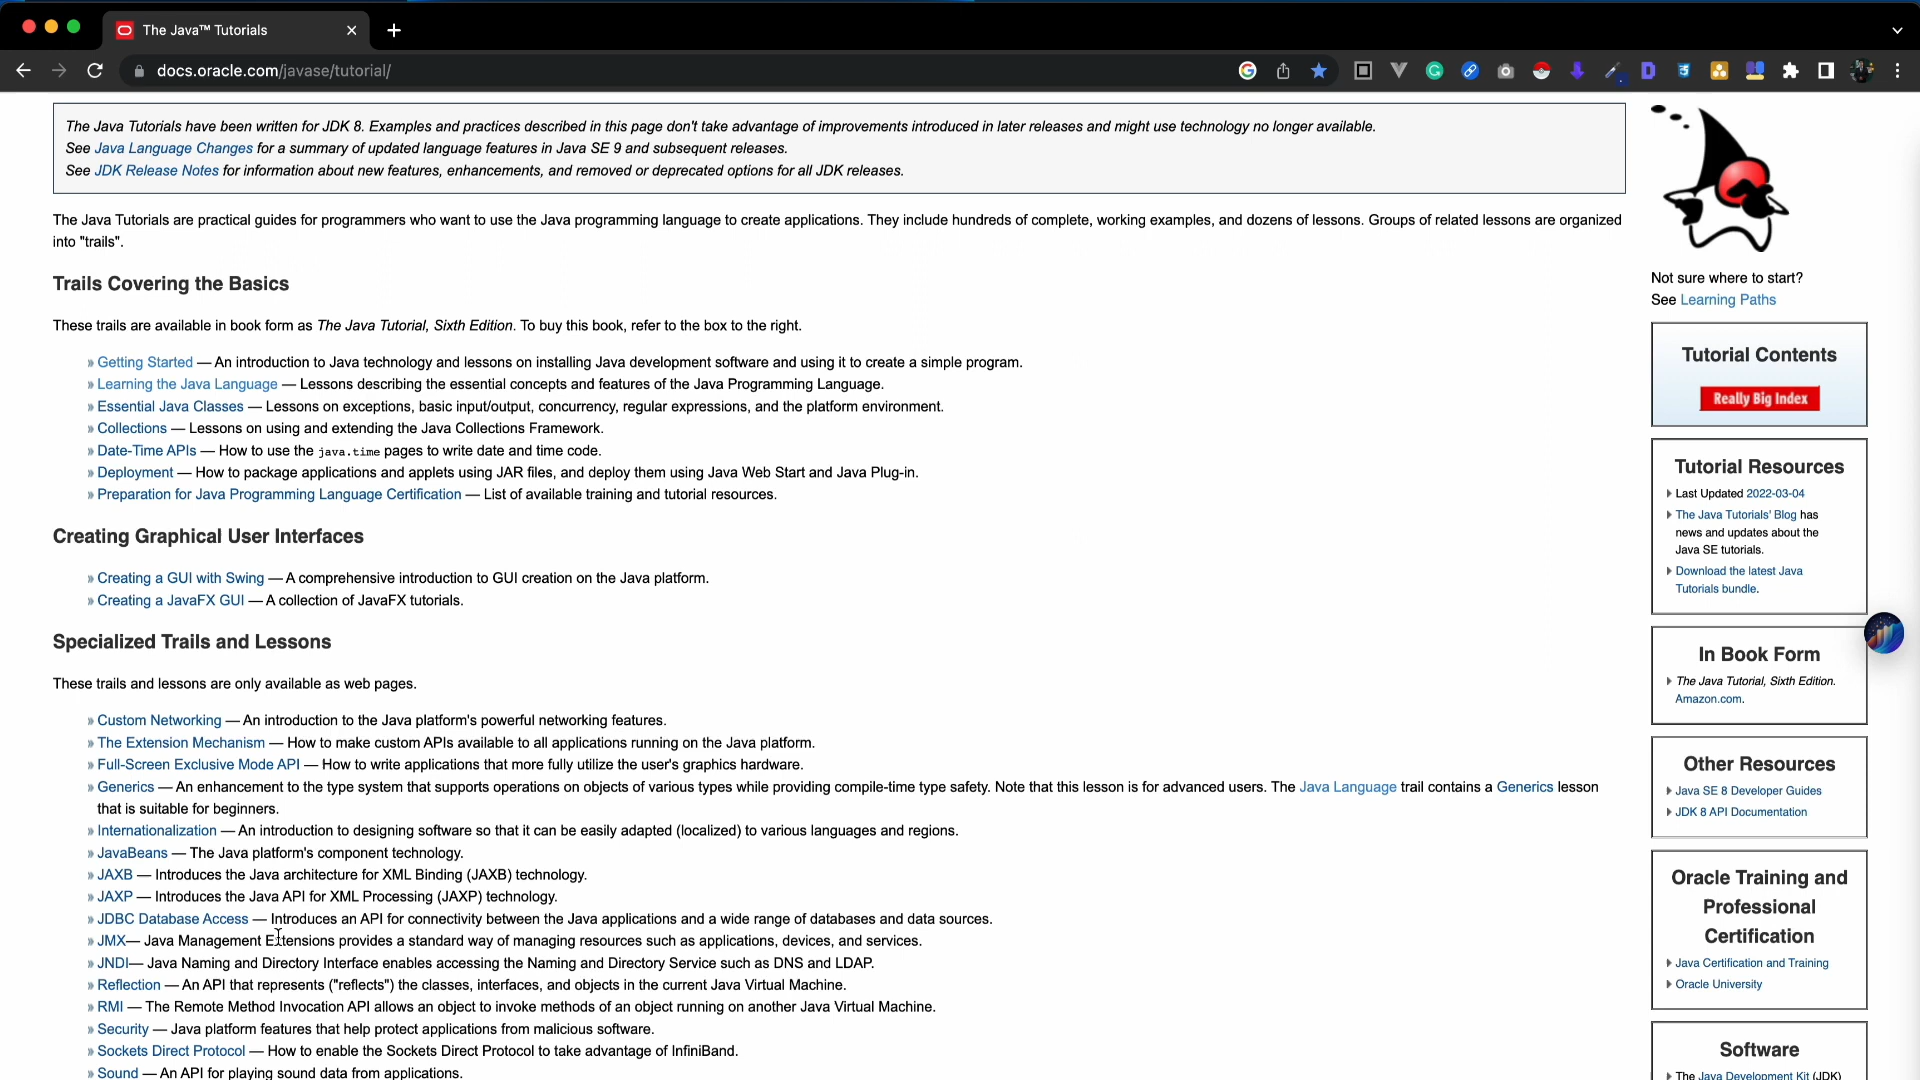 The Java™ Tutorials
docs.oracle.com/javase/tutorial/
The Java Tutorials have been written for JDK 8. Examples and practices described in this page don't take advantage of improvements introduced in later releases and might use technology no longer available.
See Java Language Changes for a summary of updated language features in Java SE 9 and subsequent releases.
See JDK Release Notes for information about new features, enhancements, and removed or deprecated options for all JDK releases.
The Java Tutorials are practical guides for programmers who want to use the Java programming language to create applications. They include hundreds of complete, working examples, and dozens of lessons. Groups of related lessons are organized
into "trails".
Trails Covering the Basics
These trails are available in book form as The Java Tutorial, Sixth Edition. To buy this book, refer to the box to the right.
» Getting Started — An introduction to Java technology and lessons on installing Java development software and using it to create a simple program.
» Learning the Java Language — Lessons describing the essential concepts and features of the Java Programming Language.
» Essential Java Classes — Lessons on exceptions, basic input/output, concurrency, regular expressions, and the platform environment.
» Collections — Lessons on using and extending the Java Collections Framework.
» Date-Time APIs — How to use the java.time pages to write date and time code.
» Deployment — How to package applications and applets using JAR files, and deploy them using Java Web Start and Java Plug-in.
» Preparation for Java Programming Language Certification — List of available training and tutorial resources.
Creating Graphical User Interfaces
» Creating a GUI with Swing — A comprehensive introduction to GUI creation on the Java platform.
» Creating a JavaFX GUI — A collection of JavaFX tutorials.
Specialized Trails and Lessons
These trails and lessons are only available as web pages.
» Custom Networking — An introduction to the Java platform's powerful networking features.
» The Extension Mechanism — How to make custom APIs available to all applications running on the Java platform.
» Full-Screen Exclusive Mode API — How to write applications that more fully utilize the user's graphics hardware.
» Generics — An enhancement to the type system that supports operations on objects of various types while providing compile-time type safety. Note that this lesson is for advanced users. The Java Language trail contains a Generics lesson
that is suitable for beginners.
» Internationalization — An introduction to designing software so that it can be easily adapted (localized) to various languages and regions.
» JavaBeans — The Java platform's component technology.
» JAXB — Introduces the Java architecture for XML Binding (JAXB) technology.
» JAXP — Introduces the Java API for XML Processing (JAXP) technology.
» JDBC Database Access — Introduces an API for connectivity between the Java applications and a wide range of databases and data sources.
» JMX— Java Management Extensions provides a standard way of managing resources such as applications, devices, and services.
» JNDI— Java Naming and Directory Interface enables accessing the Naming and Directory Service such as DNS and LDAP.
» Reflection — An API that represents ("reflects") the classes, interfaces, and objects in the current Java Virtual Machine.
» RMI — The Remote Method Invocation API allows an object to invoke methods of an object running on another Java Virtual Machine.
» Security — Java platform features that help protect applications from malicious software.
» Sockets Direct Protocol — How to enable the Sockets Direct Protocol to take advantage of InfiniBand.
» Sound — An API for playing sound data from applications.
Not sure where to start?
See Learning Paths
Tutorial Contents
Really Big Index
Tutorial Resources
Last Updated 2022-03-04
The Java Tutorials' Blog has
news and updates about the
Java SE tutorials.
Download the latest Java
Tutorials bundle.
In Book Form
The Java Tutorial, Sixth Edition.
Amazon.com.
Other Resources
Java SE 8 Developer Guides
JDK 8 API Documentation
Oracle Training and
Professional
Certification
Java Certification and Training
Oracle University
Software
The Java Development Kit (JDK)